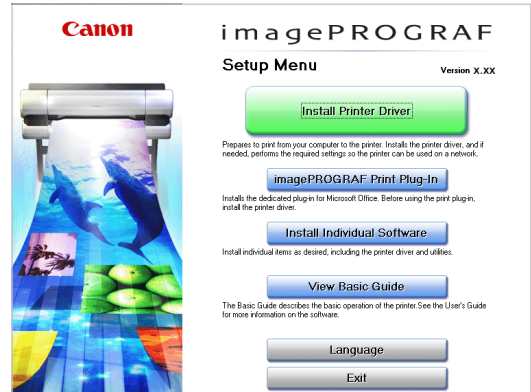 Canon
imagePROGRAF
Setup Menu
Version X.XX
Install Printer Driver
Prepares to print from your computer to the printer. Installs the printer driver, and if
needed, performs the required settings so the printer can be used on a network.
imagePROGRAF Print Plug-In
Installs the dedicated plug-in for Microsoft Office. Before using the print plug-in,
install the printer driver.
Install Individual Software
Install individual items as desired, including the printer driver and utilities.
View Basic Guide
The Basic Guide describes the basic operation of the printer.See the User's Guide
for more information on the software.
Language
Exit